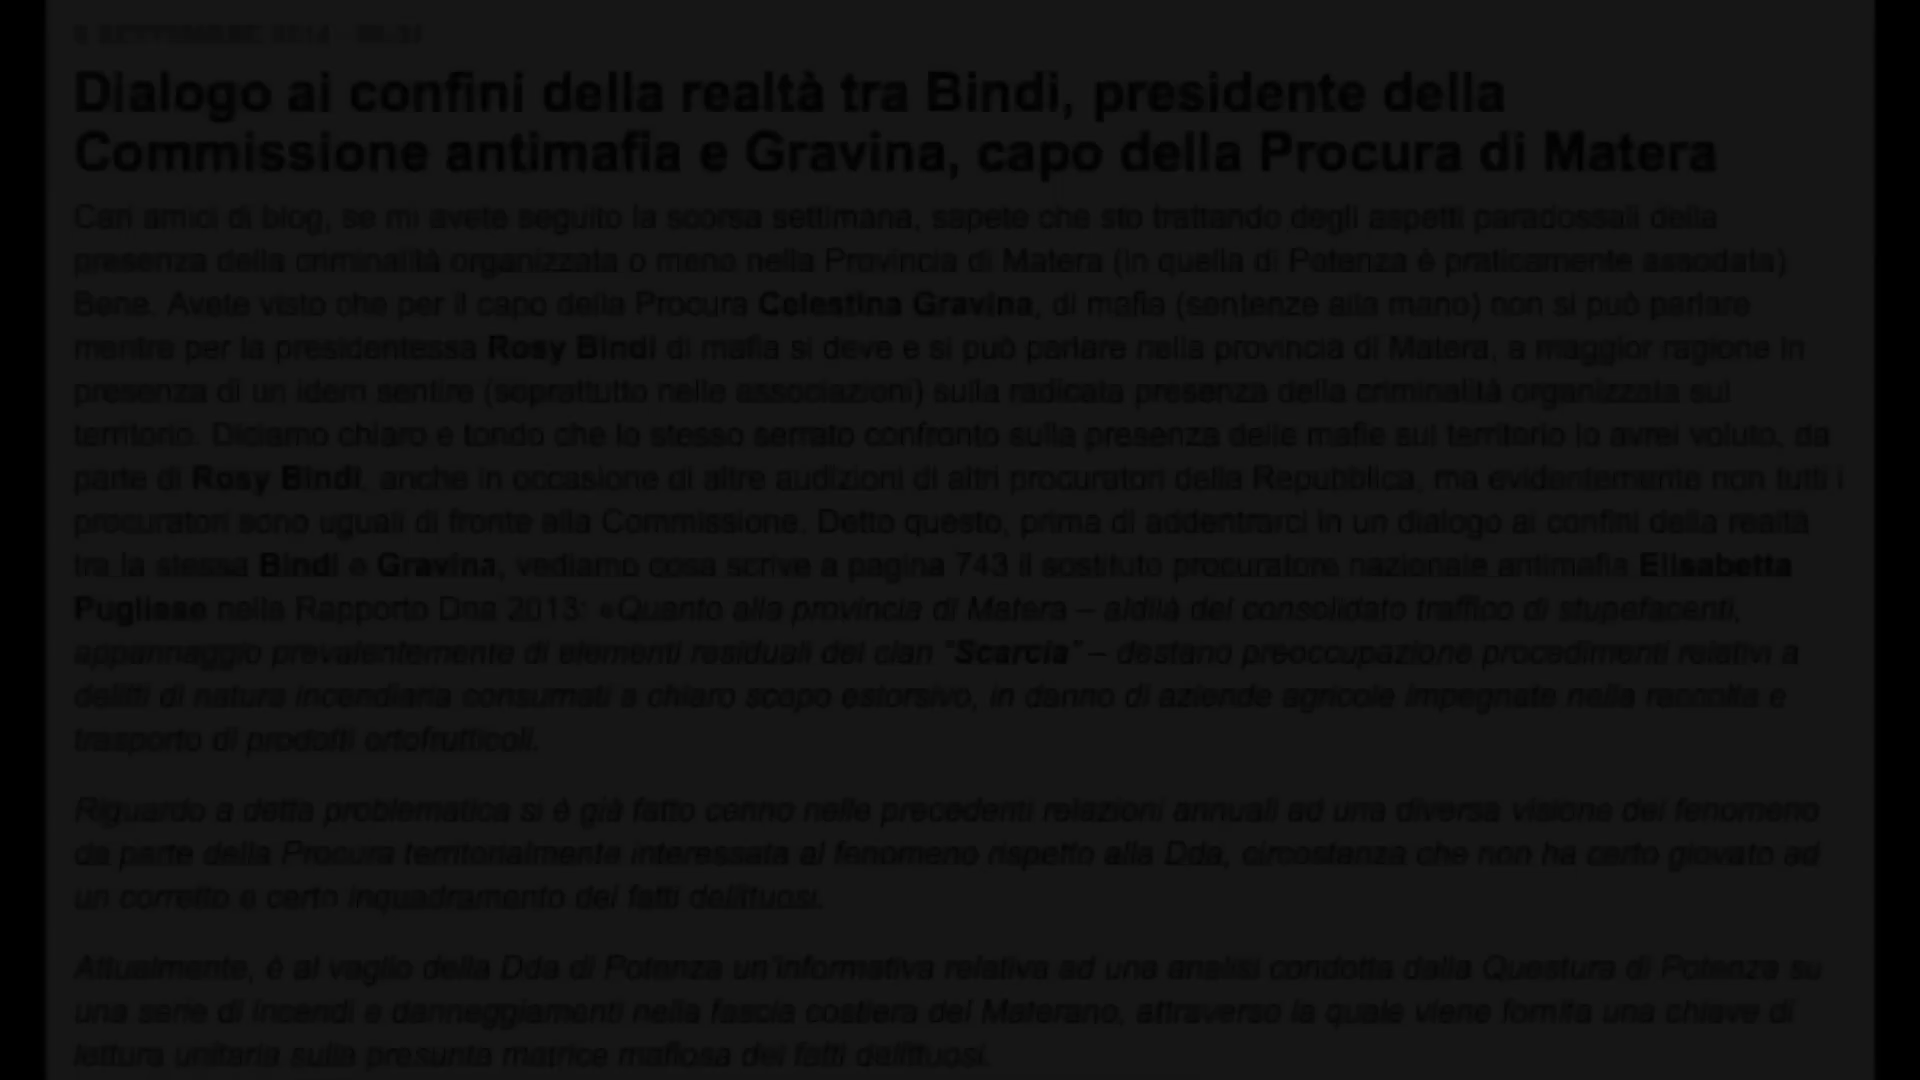 8 SETTEMBRE 2014 -
Dialogo ai confini della realtà tra Bindi, presidente della
Commissione antimafia e Gravina, capo della Procura di Matera
Cari amici di blog, se mi avete seguito la scorsa settimana, sapete che sto trattando degli aspetti paradossali della
presenza della criminalità organizzata o meno nella Provincia di Matera (in quella di Potenza è praticamente assodata)
Bene. Avete visto che per il capo della Procura Celestina Gravina, di mafia (sentenze alla mano) non si può parlare
mentre per la presidentessa Rosy Bindi di mafia si deve e si può parlare nella provincia di Matera, a maggior ragione in
presenza di un idem sentire (soprattutto nelle associazioni) sulla radicata presenza della criminalità organizzata sul
territorio. Diciamo chiaro e tondo che lo stesso serrato confronto sulla presenza delle mafie sul territorio lo avrei voluto, da
parte di Rosy Bindi, anche in occasione di altre audizioni di altri procuratori della Repubblica, ma evidentemente non tutti i
procuratori sono uguali di fronte alla Commissione. Detto questo, prima di addentrarci in un dialogo ai confini della realtà
tra la stessa Bindi e Gravina, vediamo cosa scrive a pagina 743 il sostituto procuratore nazionale antimafia Elisabetta
Pugliese nella Rapporto Dna 2013: «Quanto alla provincia di Matera – aldilà del consolidato traffico di stupefacenti,
appannaggio prevalentemente di elementi residuali del clan "Scarcia" – destano preoccupazione procedimenti relativi a
delitti di natura incendiaria consumati a chiaro scopo estorsivo, in danno di aziende agricole impegnate nella raccolta e
trasporto di prodotti ortofrutticoli.
Riguardo a detta problematica si è già fatto cenno nelle precedenti relazioni annuali ad una diversa visione del fenomeno
da parte della Procura territorialmente interessata al fenomeno rispetto alla Dda, circostanza che non ha certo giovato ad
un corretto e certo inquadramento dei fatti delittuosi.
Attualmente, è al vaglio della Dda di Potenza un'informativa relativa ad una analisi condotta dalla Questura di Potenza su
una serie di incendi e danneggiamenti nella fascia costiera del Materano, attraverso la quale viene fornita una chiave di
lettura unitaria sulla presunta matrice mafiosa dei fatti delittuosi.